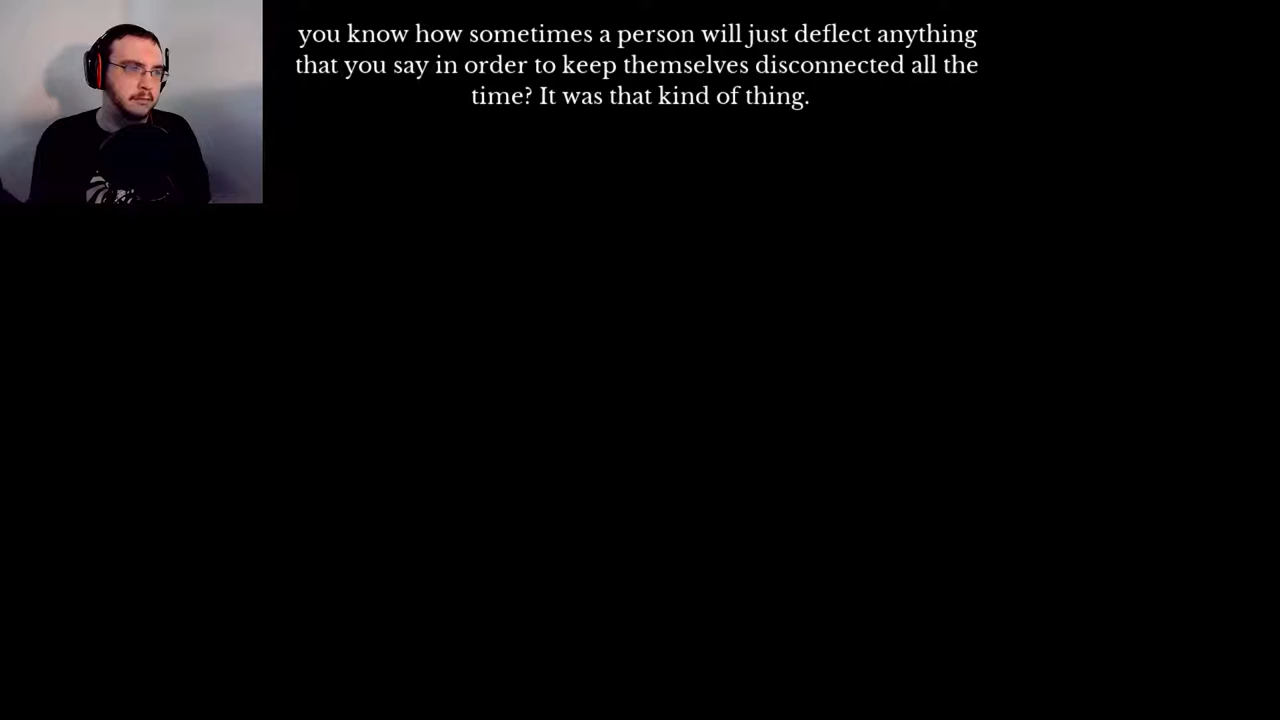 you know how sometimes a person will just deflect anything
that you say in order to keep themselves disconnected all the
time? It was that kind of thing.